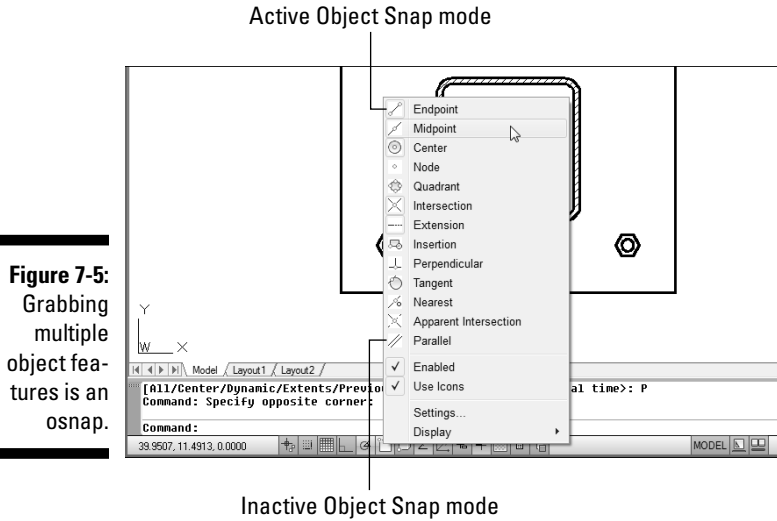 Active Object Snap mode
Endpoint
Midpoint
Center
Node
Quadrant
Intersection
Extension
Insertion
Perpendicular
Tangent
Nearest
Apparent Intersection
Parallel
Enabled
Use Icons
Settings...
Display
Figure 7-5:
Grabbing
multiple
object fea-
tures is an
osnap.
Y
W X
Model / Layout1 / Layout2 /
[All/Center/Dynamic/Extents/Previo al time>: P
Command: Specify opposite corner:
Command:
39.9507, 11.4913, 0.0000 MODEL
Inactive Object Snap mode